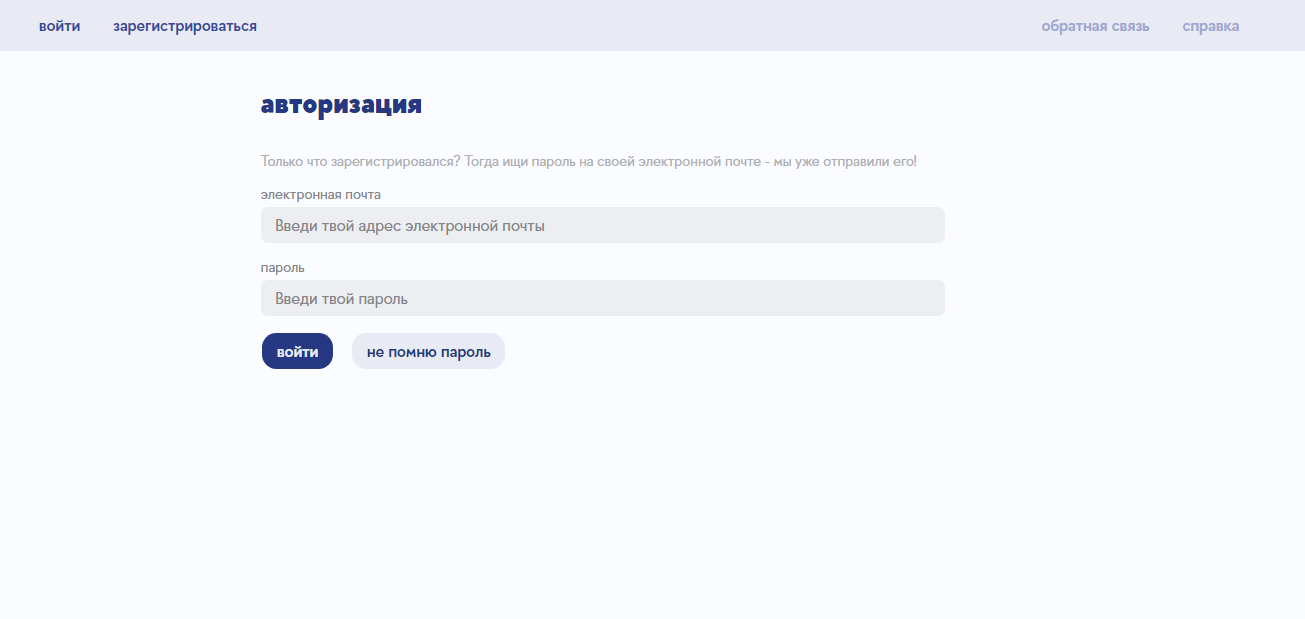 войти зарегистрироваться обратная связь справка
авторизация
Только что зарегистрировался? Тогда ищи пароль на своей электронной почте - мы уже отправили его!
электронная почта
Введи твой адрес электронной почты
пароль
Введи твой пароль
войти не помню пароль